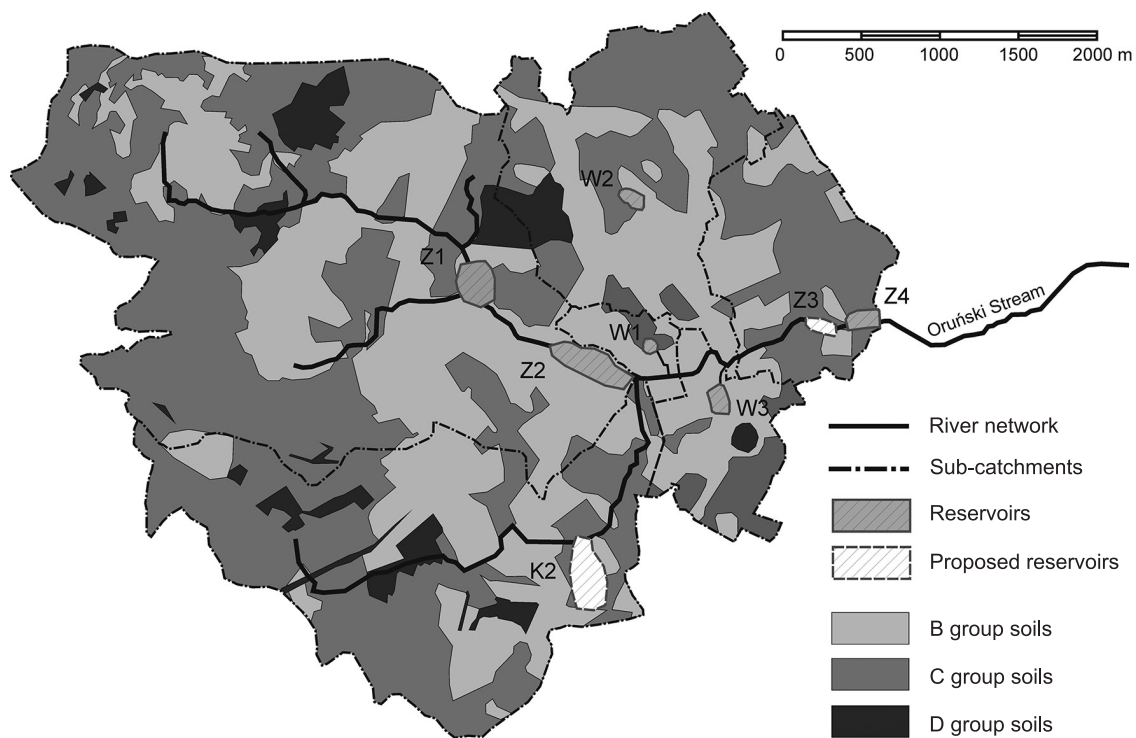 0 500 1000 1500 2000 m
W2
Z1
Z3
Z4
Oruński Stream
W1
Z2
W3
K2
River network
Sub-catchments
Reservoirs
Proposed reservoirs
B group soils
C group soils
D group soils